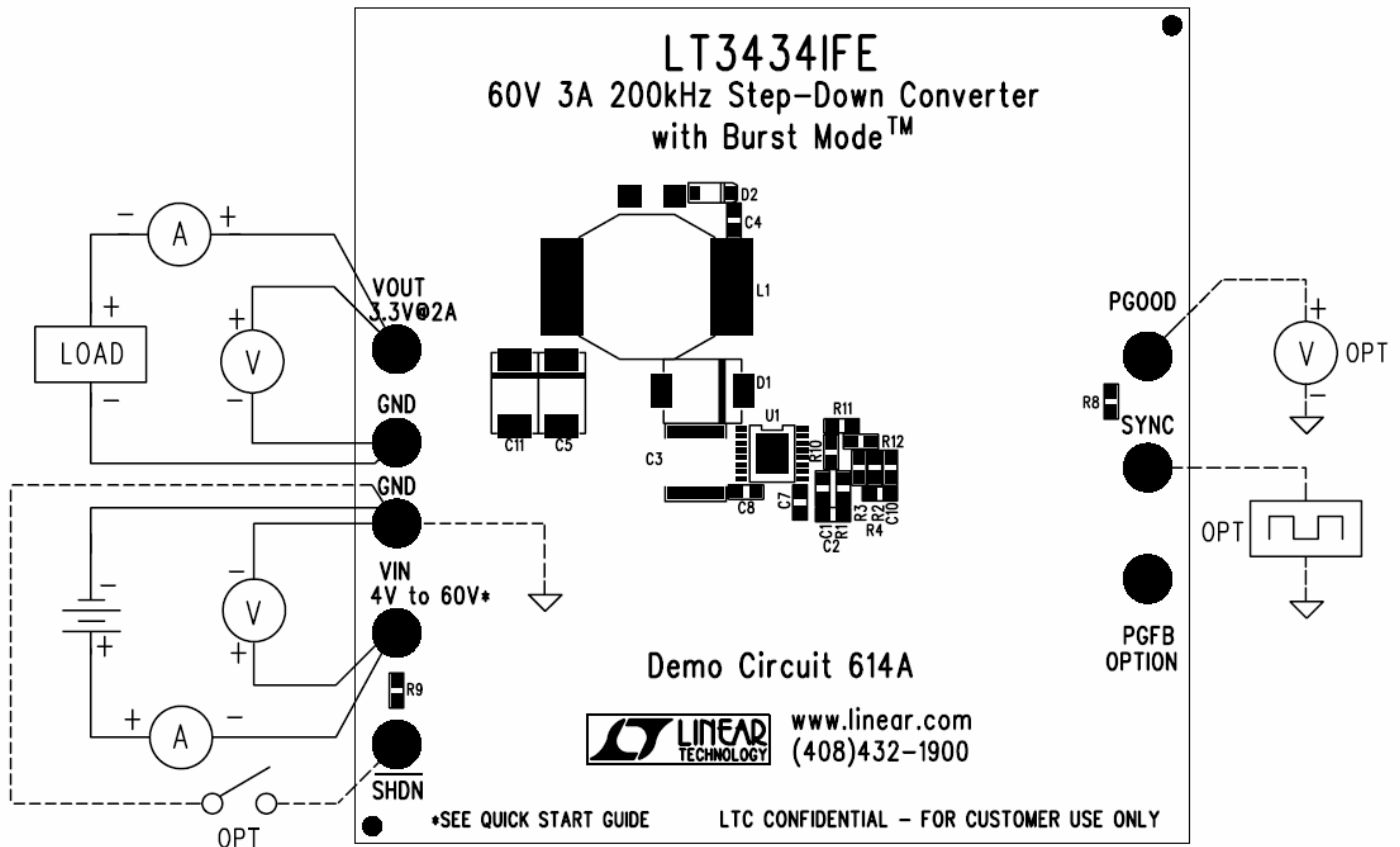 LT3434IFE
60V 3A 200kHz Step-Down Converter
with Burst Mode™
D2
C4
- A +
VOUT
3.3V@2A
L1
PGOOD
+
+
+
LOAD
V
V
OPT
-
-
-
D1
R8
GND
U1
R11
SYNC
C11
C5
C3
R10
R12
GND
C8
C7
C1
R1
R3
R2
C10
C2
R4
OPT
VIN
4V to 60V*
-
-
V
+
+
PGFB
OPTION
Demo Circuit 614A
R9
+ A -
LINEAR
TECHNOLOGY
www.linear.com
(408)432-1900
SHDN
OPT
*SEE QUICK START GUIDE
LTC CONFIDENTIAL - FOR CUSTOMER USE ONLY